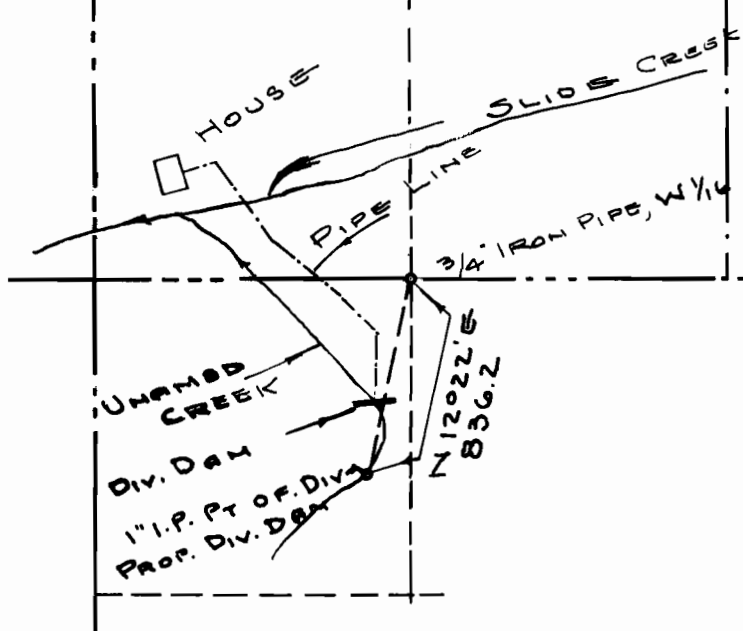 SLIDE CREEK
HOUSE
PIPE LINE
3/4" IRON PIPE, W 1/16
N 12°22' E
836.2
UNAMED
CREEK
DIV. DAM
1" I.P. PT OF. DIV.
PROP. DIV. DAM